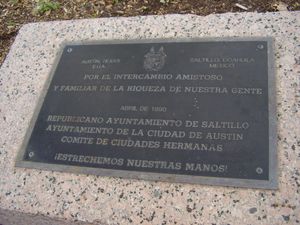 AUSTIN, TEXAS
E.U.A.
SALTILLO, COAHUILA
MEXICO
POR EL INTERCAMBIO AMISTOSO
Y FAMILIAR DE LA RIQUEZA DE NUESTRA GENTE
ABRIL DE 1990
REPUBLICANO AYUNTAMIENTO DE SALTILLO
AYUNTAMIENTO DE LA CIUDAD DE AUSTIN
COMITE DE CIUDADES HERMANAS
¡ESTRECHEMOS NUESTRAS MANOS!